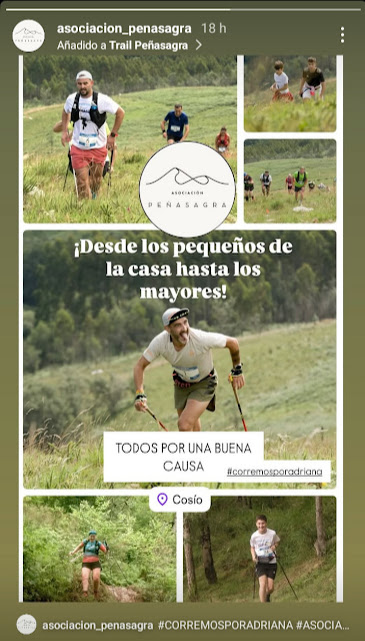 asociacion_penasagra 18 h
Añadido a Trail Peñasagra >
ASOCIACIÓN
PEÑASAGRA
¡Desde los pequeños de
la casa hasta los
mayores!
TODOS POR UNA BUENA
CAUSA
#corremosporadriana
Cosío
asociacion_penasagra #CORREMOSPORADRIANA #ASOCIA...